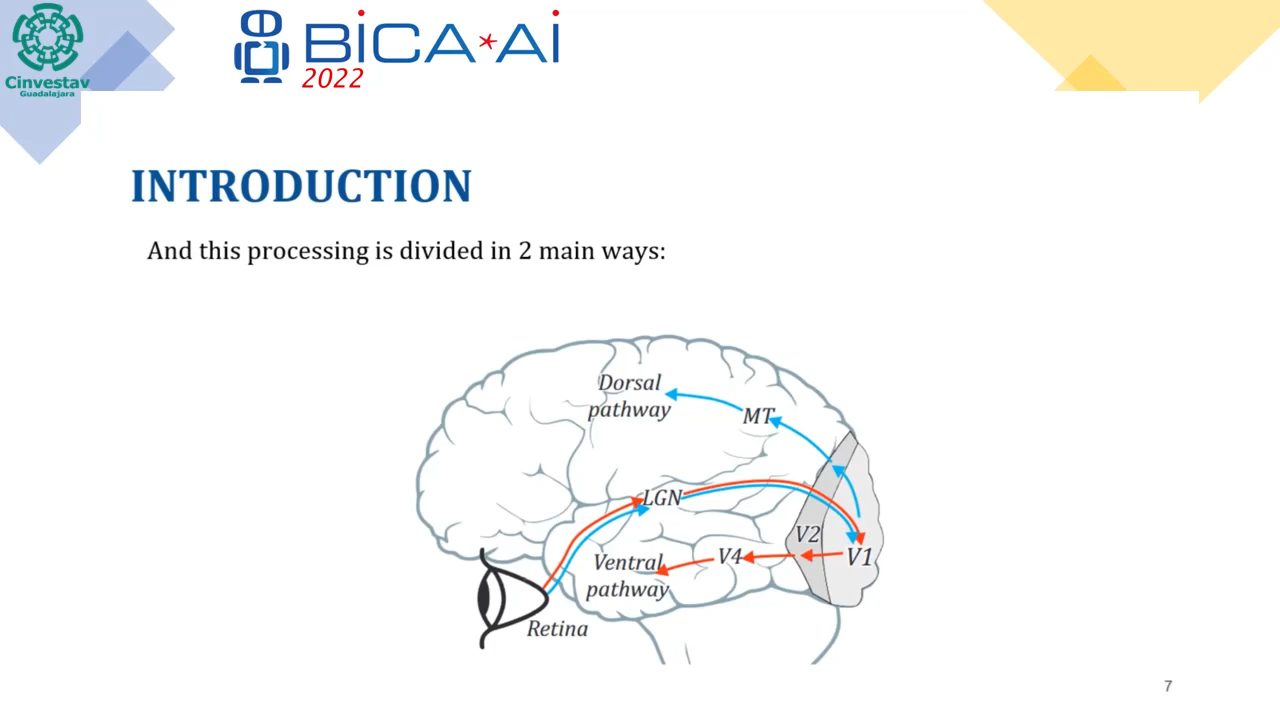 Cinvestav
Guadalajara
BiCA*Ai
2022
INTRODUCTION
And this processing is divided in 2 main ways:
Dorsal
pathway
MT
LGN
V2
V1
V4
Ventral
pathway
Retina
7